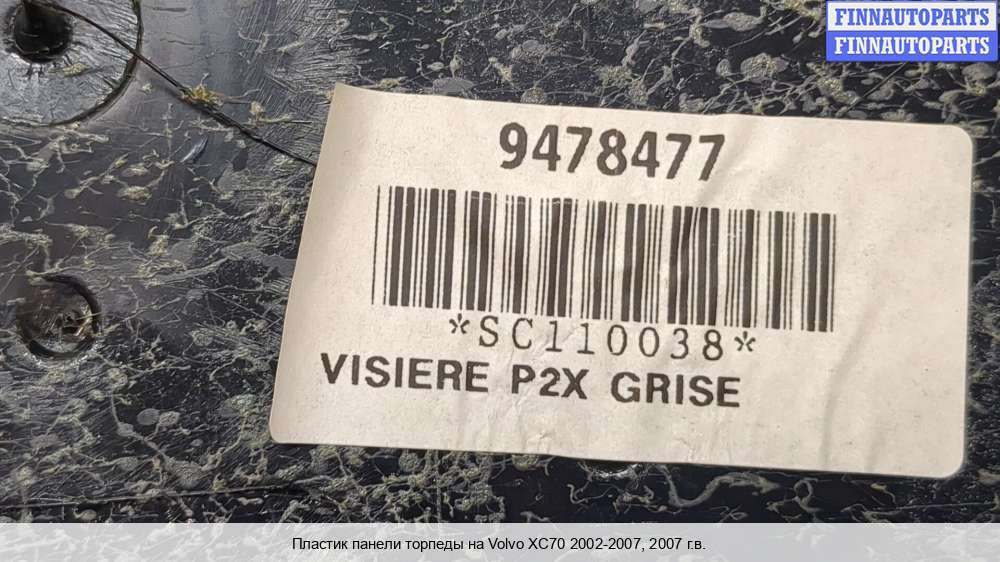 FINNAUTOPARTS
FINNAUTOPARTS
9478477
*SC110038*
VISIERE P2X GRISE
Пластик панели торпеды на Volvo XC70 2002-2007, 2007 г.в.